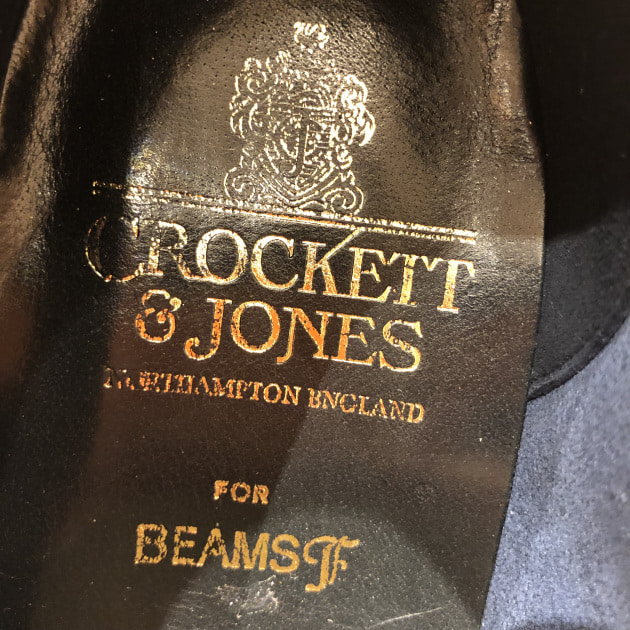 CROCKETT
& JONES
NORTHAMPTON ENGLAND
FOR
BEAMS F